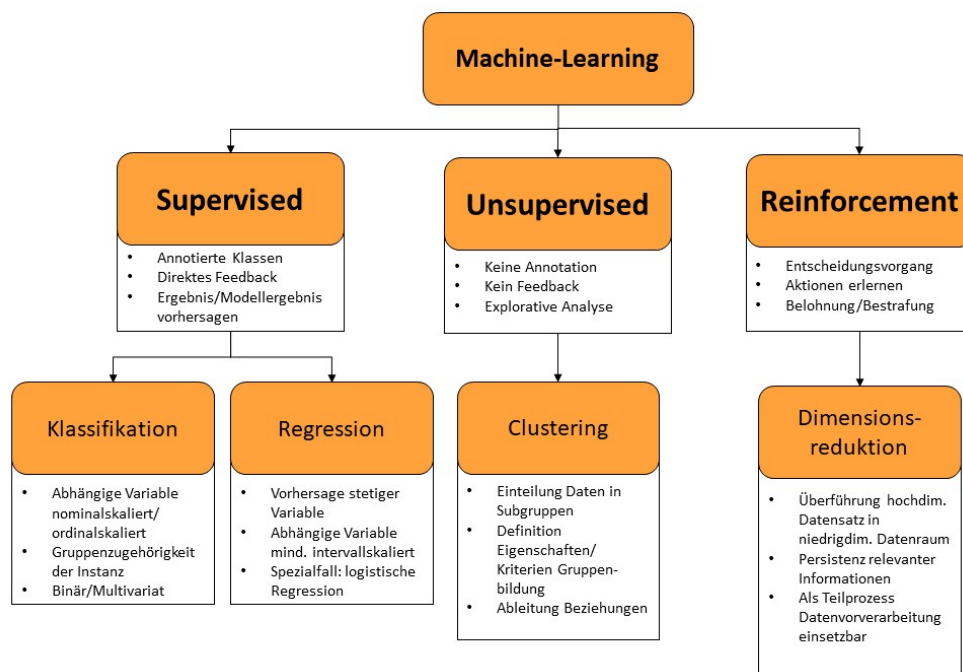 Machine-Learning
Supervised
• Annotierte Klassen
• Direktes Feedback
• Ergebnis/Modellergebnis
vorhersagen
Unsupervised
• Keine Annotation
• Kein Feedback
• Explorative Analyse
Reinforcement
• Entscheidungsvorgang
• Aktionen erlernen
• Belohnung/Bestrafung
Klassifikation
• Abhängige Variable
nominalskaliert/
ordinalskaliert
• Gruppenzugehörigkeit
der Instanz
• Binär/Multivariat
Regression
• Vorhersage stetiger
Variable
• Abhängige Variable
mind. intervallskaliert
• Spezialfall: logistische
Regression
Clustering
• Einteilung Daten in
Subgruppen
• Definition
Eigenschaften/
Kriterien Gruppen-
bildung
• Ableitung Beziehungen
Dimensions-
reduktion
• Überführung hochdim.
Datensatz in
niedrigdim. Datenraum
• Persistenz relevanter
Informationen
• Als Teilprozess
Datenvorverarbeitung
einsetzbar